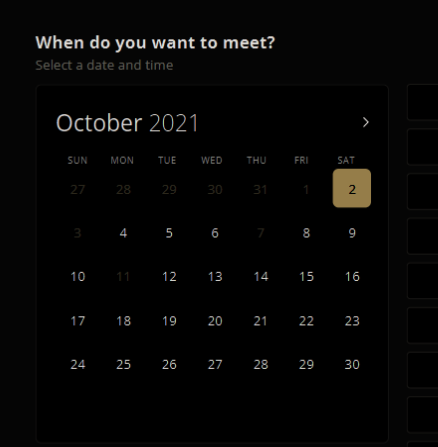 When do you want to meet?
Select a date and time
October 2021 >
SUN MON TUE WED THU FRI SAT
27 28 29 30 31 1 2
3 4 5 6 7 8 9
10 11 12 13 14 15 16
17 18 19 20 21 22 23
24 25 26 27 28 29 30